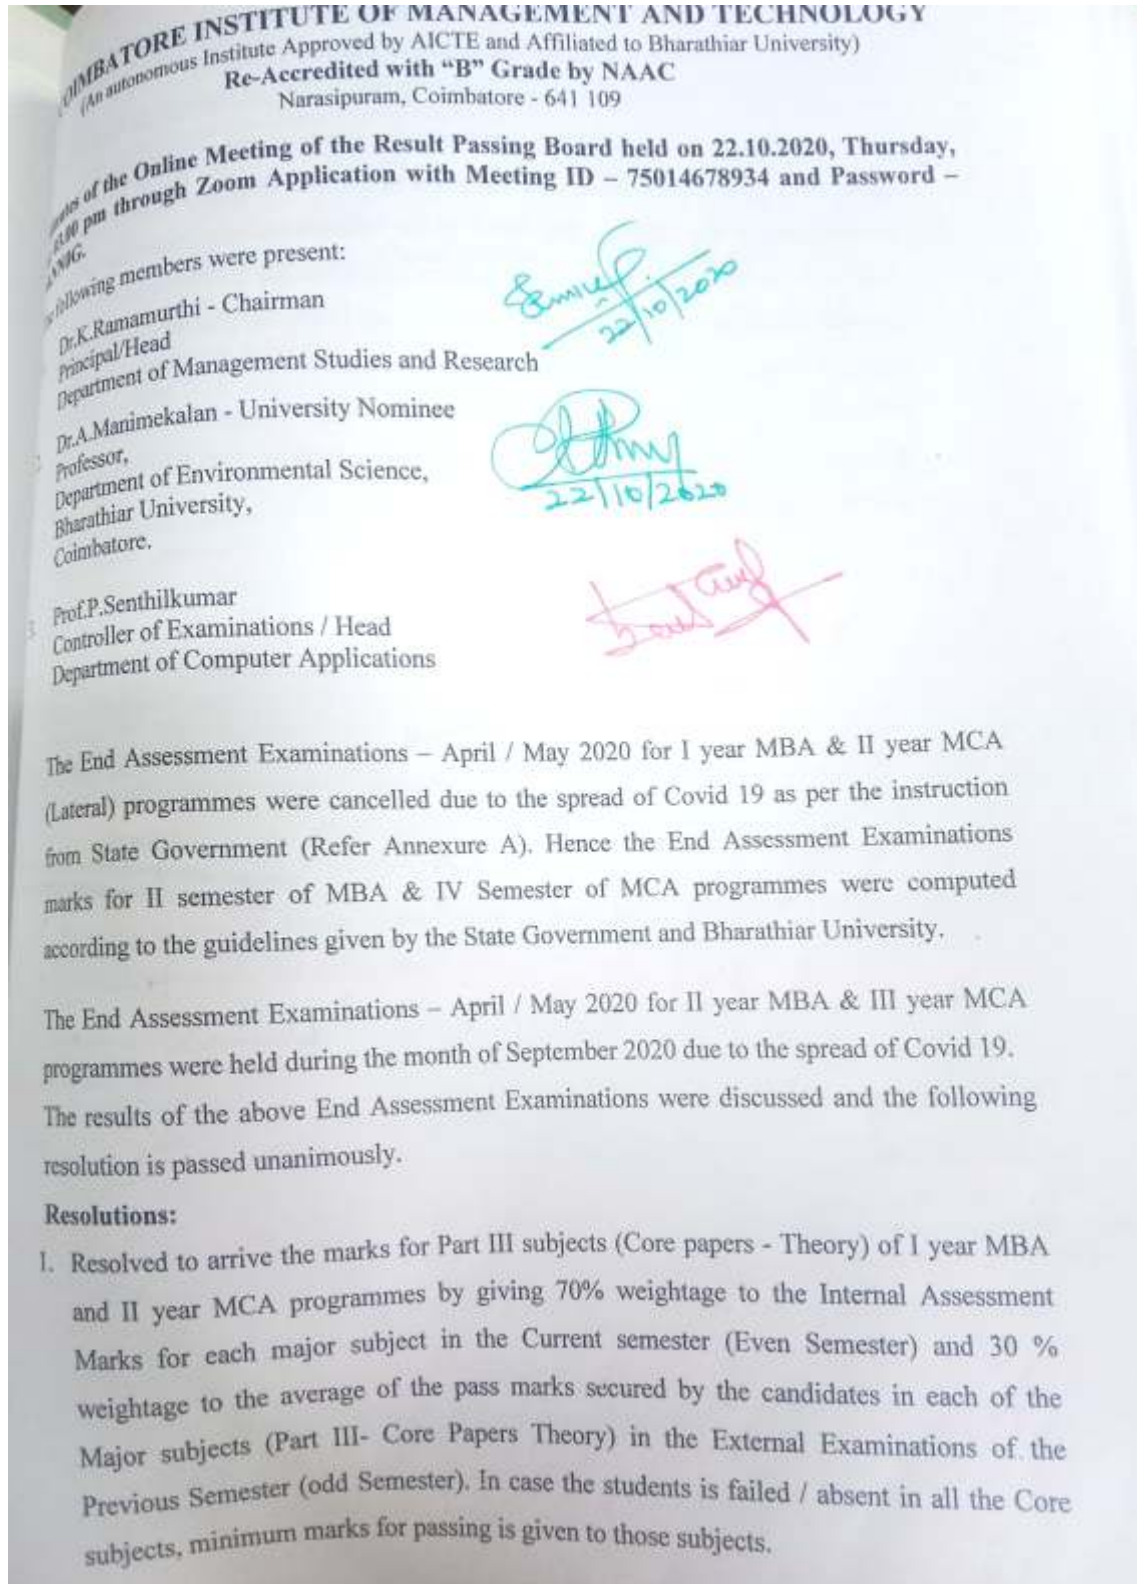 COIMBATORE INSTITUTE OF MANAGEMENT AND TECHNOLOGY
(An autonomous Institute Approved by AICTE and Affiliated to Bharathiar University)
Re-Accredited with “B” Grade by NAAC
Narasipuram, Coimbatore - 641 109
of the Online Meeting of the Result Passing Board held on 22.10.2020, Thursday,
pm through Zoom Application with Meeting ID – 75014678934 and Password –
following members were present:
Dr.K.Ramamurthi - Chairman
Principal/Head
Department of Management Studies and Research
22/10/2020
Dr.A.Manimekalan - University Nominee
Professor,
Department of Environmental Science,
Bharathiar University,
Coimbatore.
22/10/2020
3. Prof.P.Senthilkumar
Controller of Examinations / Head
Department of Computer Applications
The End Assessment Examinations – April / May 2020 for I year MBA & II year MCA
(Lateral) programmes were cancelled due to the spread of Covid 19 as per the instruction
from State Government (Refer Annexure A). Hence the End Assessment Examinations
marks for II semester of MBA & IV Semester of MCA programmes were computed
according to the guidelines given by the State Government and Bharathiar University.
The End Assessment Examinations – April / May 2020 for II year MBA & III year MCA
programmes were held during the month of September 2020 due to the spread of Covid 19.
The results of the above End Assessment Examinations were discussed and the following
resolution is passed unanimously.
Resolutions:
1. Resolved to arrive the marks for Part III subjects (Core papers - Theory) of I year MBA
and II year MCA programmes by giving 70% weightage to the Internal Assessment
Marks for each major subject in the Current semester (Even Semester) and 30 %
weightage to the average of the pass marks secured by the candidates in each of the
Major subjects (Part III- Core Papers Theory) in the External Examinations of the
Previous Semester (odd Semester). In case the students is failed / absent in all the Core
subjects, minimum marks for passing is given to those subjects.